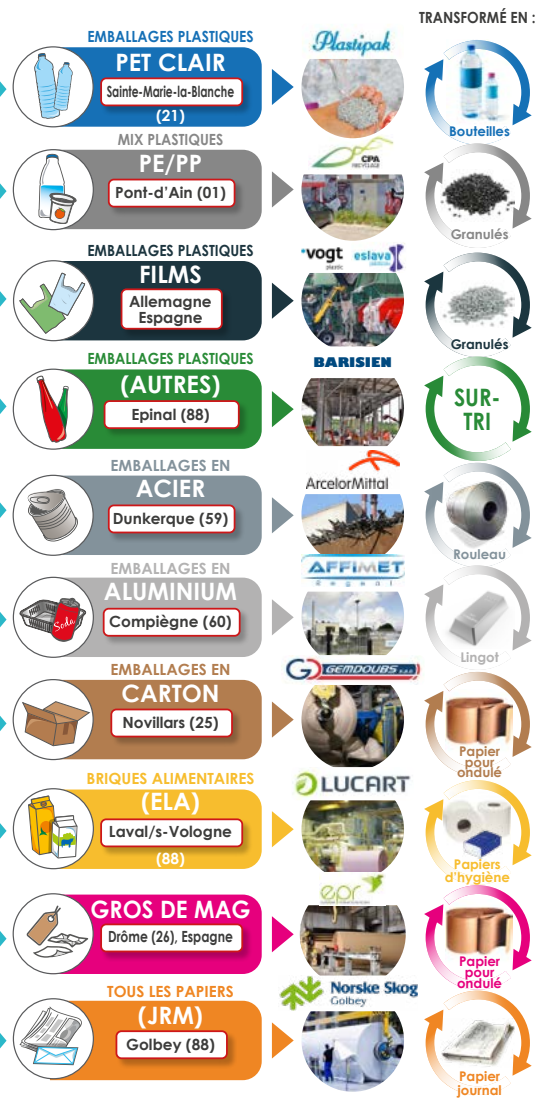 TRANSFORMÉ EN :
EMBALLAGES PLASTIQUES
PET CLAIR
Sainte-Marie-la-Blanche
(21)
Plastipak
Bouteilles
MIX PLASTIQUES
PE/PP
Pont-d'Ain (01)
CPA
RECYCLAGE
Granulés
EMBALLAGES PLASTIQUES
FILMS
Allemagne
Espagne
vogt
plastic
eslava
Granulés
EMBALLAGES PLASTIQUES
(AUTRES)
Epinal (88)
BARISIEN
SUR-
TRI
EMBALLAGES EN
ACIER
Dunkerque (59)
ArcelorMittal
Rouleau
EMBALLAGES EN
ALUMINIUM
Soda
Compiègne (60)
AFFIMET
Regeal
Lingot
EMBALLAGES EN
CARTON
Novillars (25)
GEMDOUBS s.a.s.
Papier
pour
ondulé
BRIQUES ALIMENTAIRES
(ELA)
Laval/s-Vologne
(88)
LUCART
Papiers
d'hygiène
GROS DE MAG
Drôme (26), Espagne
epr
Papier
pour
ondulé
TOUS LES PAPIERS
(JRM)
Golbey (88)
Norske Skog
Golbey
Papier
journal